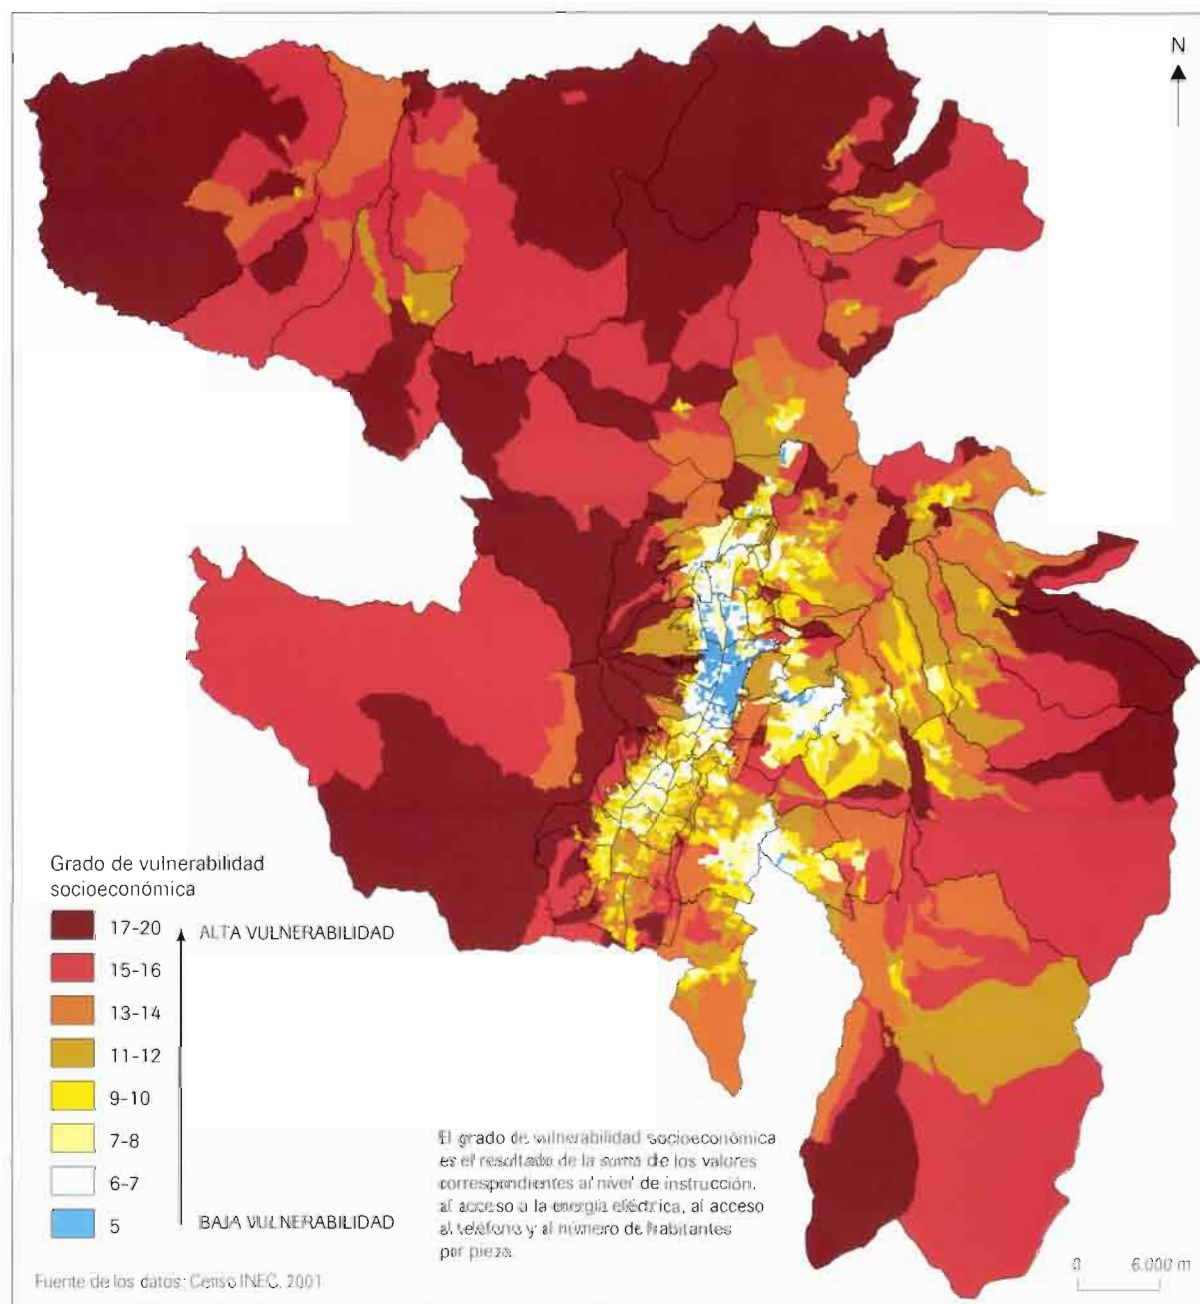 N
Grado de vulnerabilidad
socioeconómica
17-20
ALTA VULNERABILIDAD
15-16
13-14
11-12
9-10
7-8
6-7
5
BAJA VULNERABILIDAD
El grado de vulnerabilidad socioeconómica
es el resultado de la suma de los valores
correspondientes al nivel de instrucción,
al acceso a la energía eléctrica, al acceso
al teléfono y al número de habitantes
por pieza.
0 6.000 m
Fuente de los datos: Censo INEC, 2001